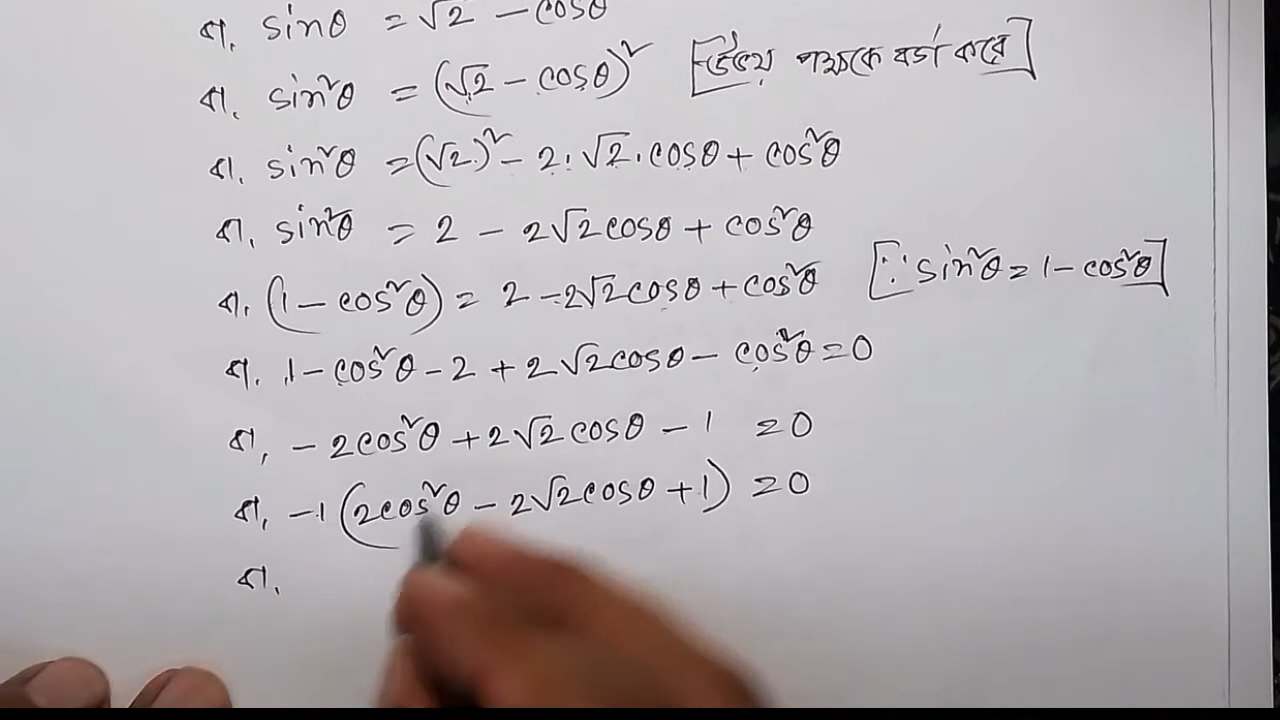 বা, sinθ = √2 - cosθ
বা, sin²θ = (√2 - cosθ)² [উভয় পক্ষকে বর্গ করে]
বা, sin²θ = (√2)² - 2.√2.cosθ + cos²θ
বা, sin²θ = 2 - 2√2cosθ + cos²θ
বা, (1 - cos²θ) = 2 - 2√2cosθ + cos²θ [∵ sin²θ = 1 - cos²θ]
বা, 1 - cos²θ - 2 + 2√2cosθ - cos²θ = 0
বা, - 2cos²θ + 2√2cosθ - 1 = 0
বা, -1 (2cos²θ - 2√2cosθ + 1) = 0
বা,